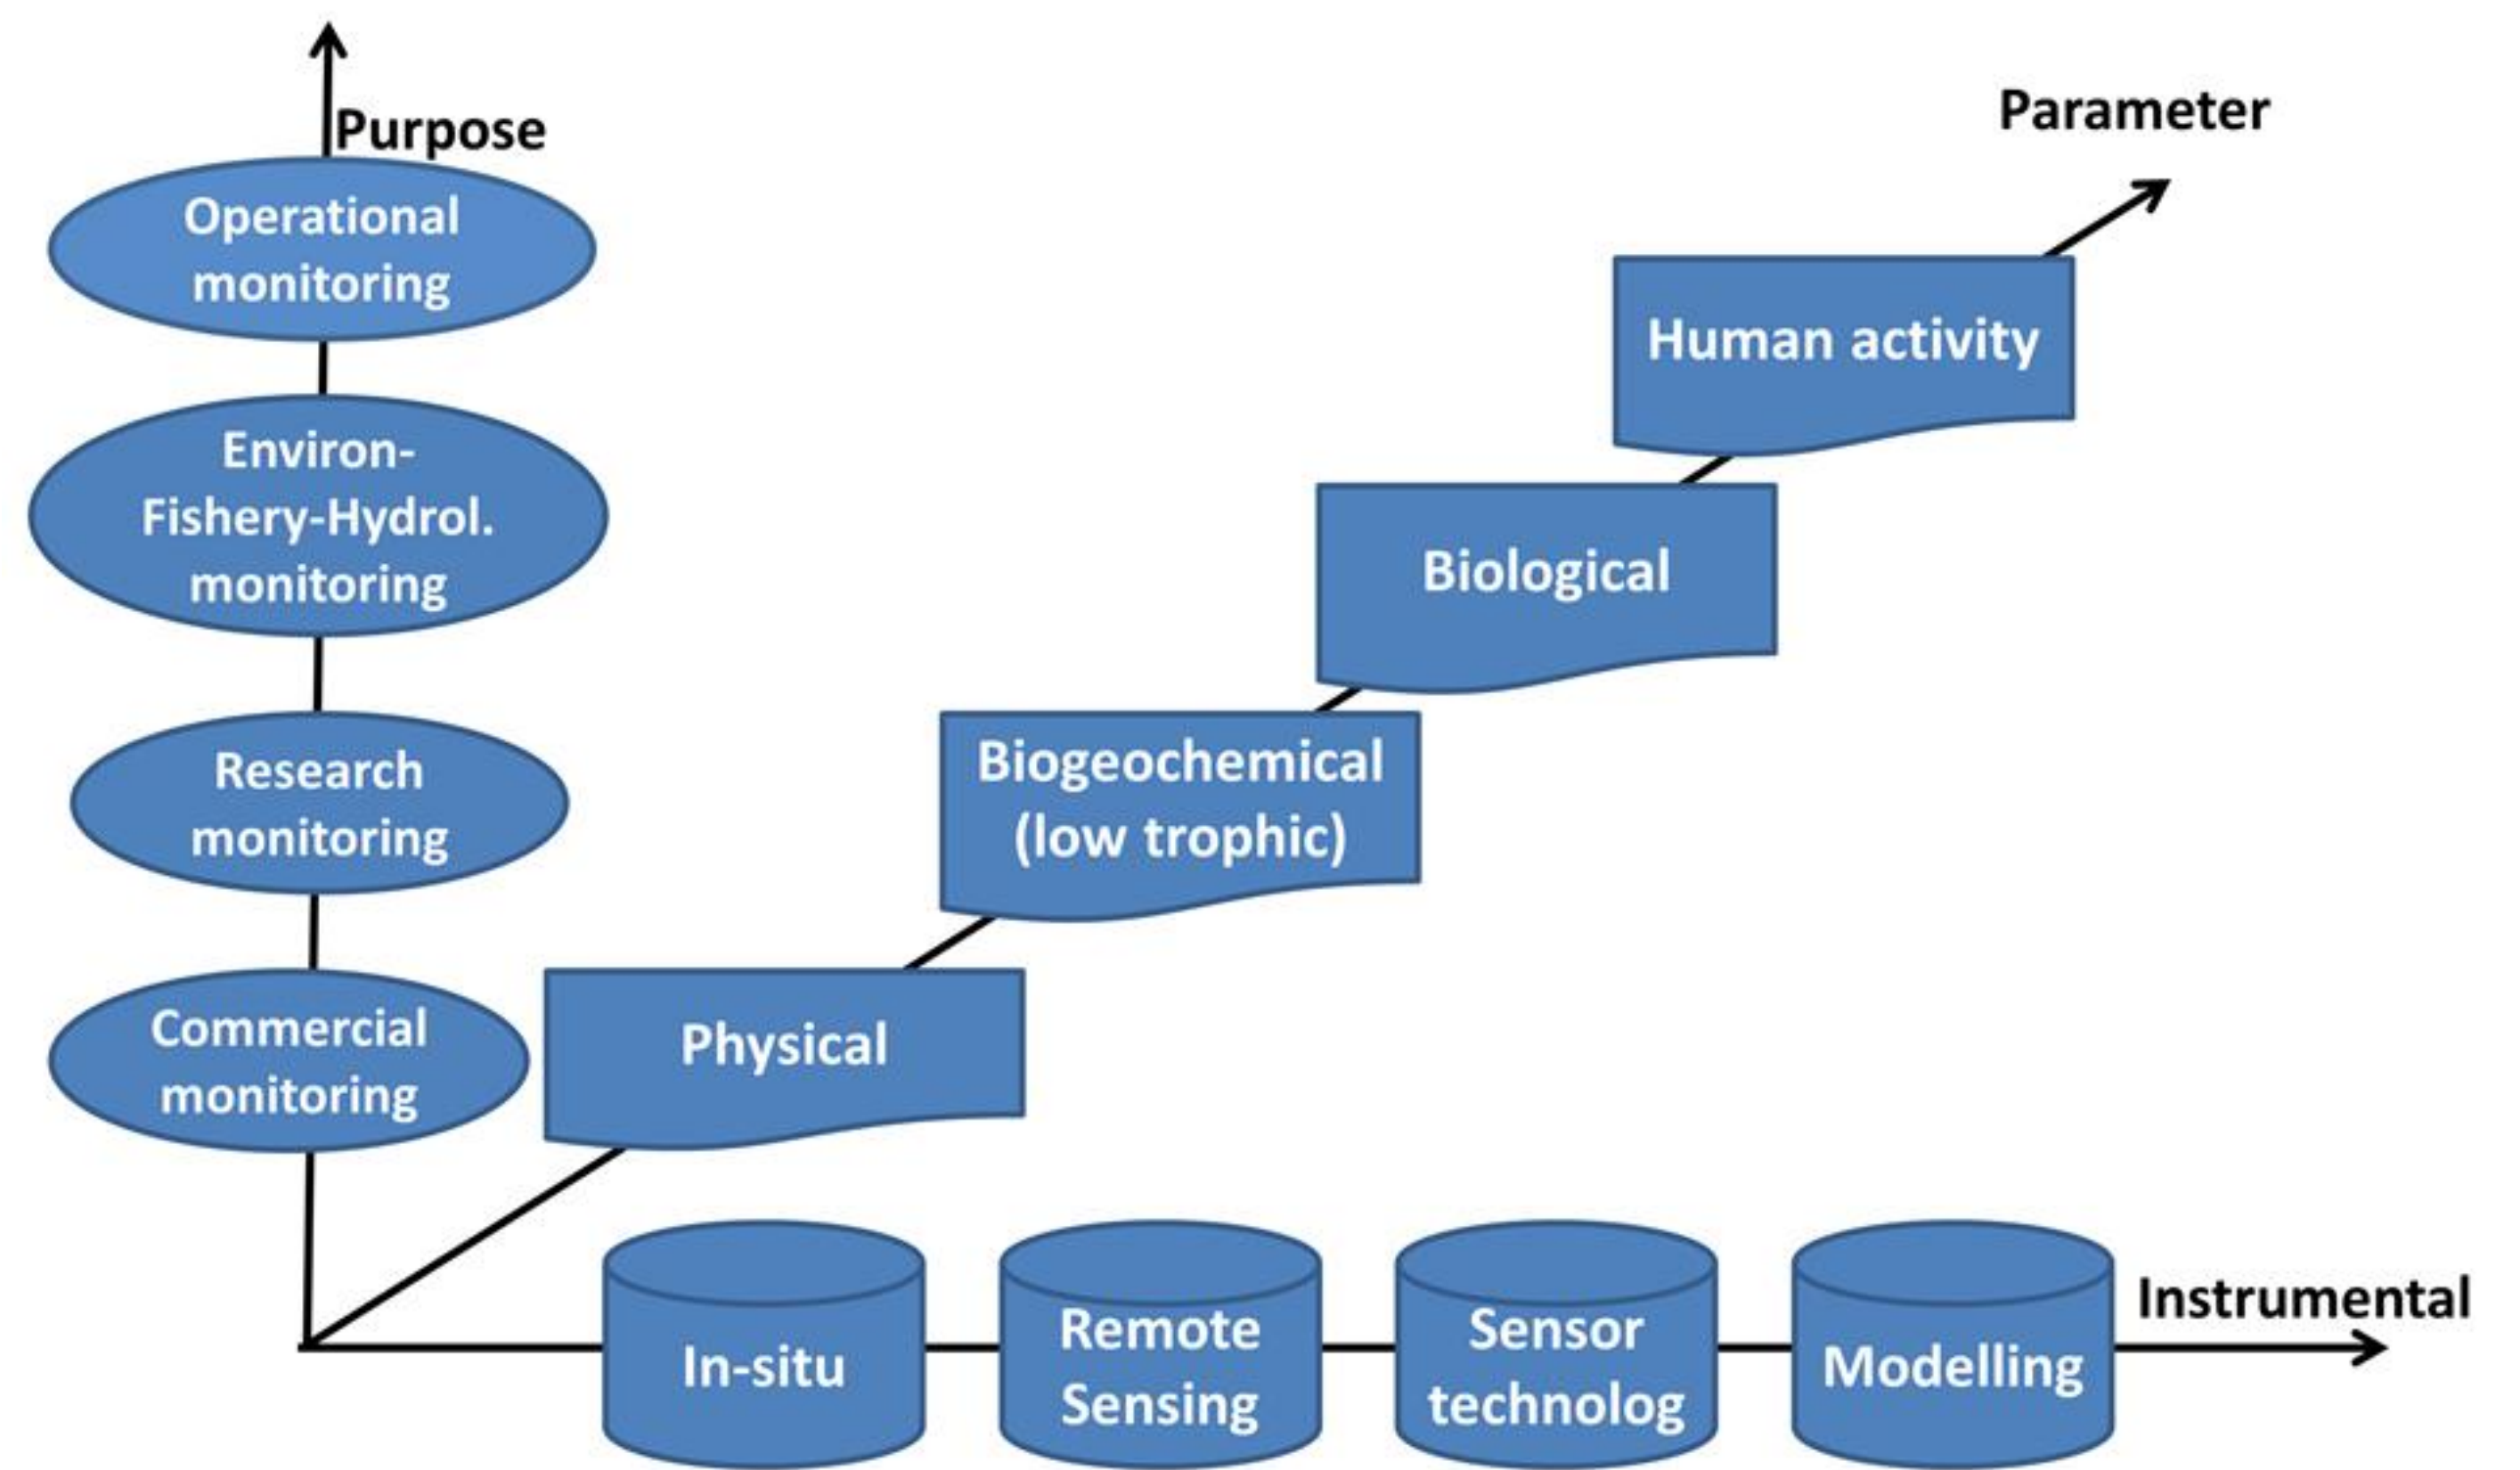 Purpose
Operational
monitoring
Environ-
Fishery-Hydrol.
monitoring
Research
monitoring
Commercial
monitoring
Parameter
Human activity
Biological
Biogeochemical
(low trophic)
Physical
In-situ
Remote
Sensing
Sensor
technolog
Modelling
Instrumental